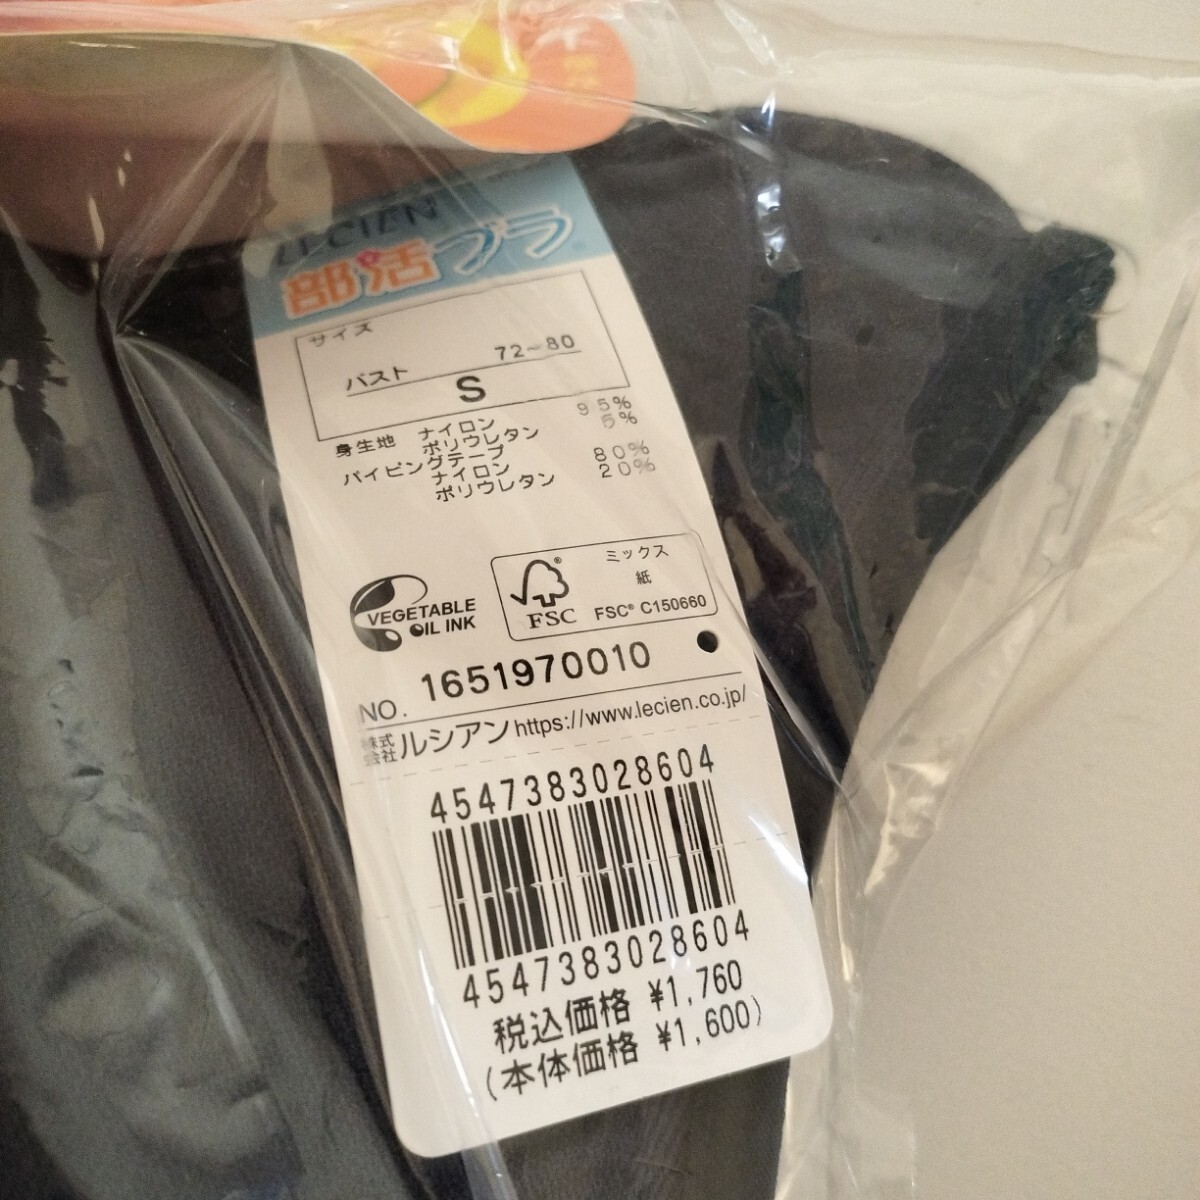 LECIEN
部活ブラ
サイズ
バスト 72~80
S
身生地 ナイロン 95%
ポリウレタン 5%
パイピングテープ
ナイロン 80%
ポリウレタン 20%
VEGETABLE
OIL INK
FSC®
FSC
ミックス
紙
FSC® C150660
NO. 1651970010
株式会社ルシアン https://www.lecien.co.jp/
4547383028604
4547383028604
税込価格 ¥1,760
(本体価格 ¥1,600)